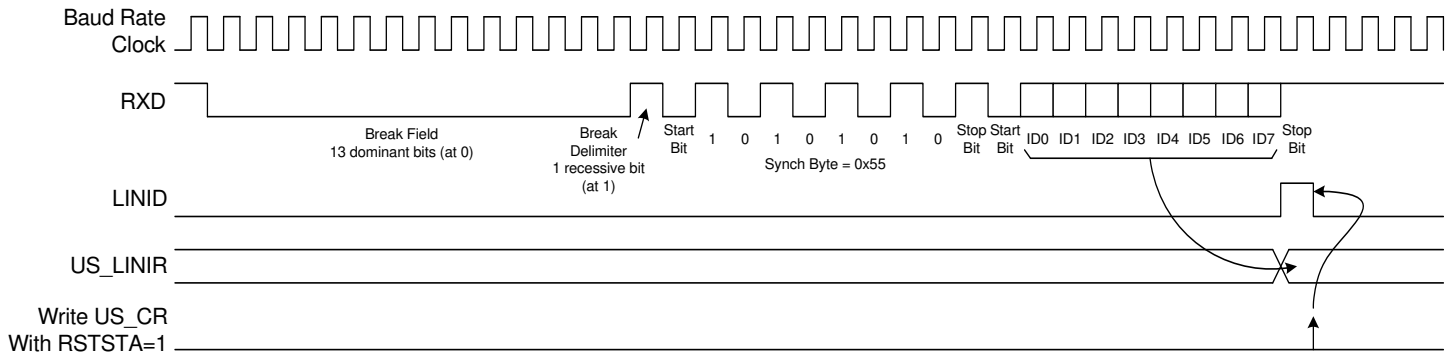 Baud Rate
Clock
RXD
Break Field
13 dominant bits (at 0)
Break
Delimiter
1 recessive bit
(at 1)
Start
Bit
1 0 1 0 1 0 1 0
Synch Byte = 0x55
Stop
Bit
Start
Bit
ID0 ID1 ID2 ID3 ID4 ID5 ID6 ID7
Stop
Bit
LINID
US_LINIR
Write US_CR
With RSTSTA=1